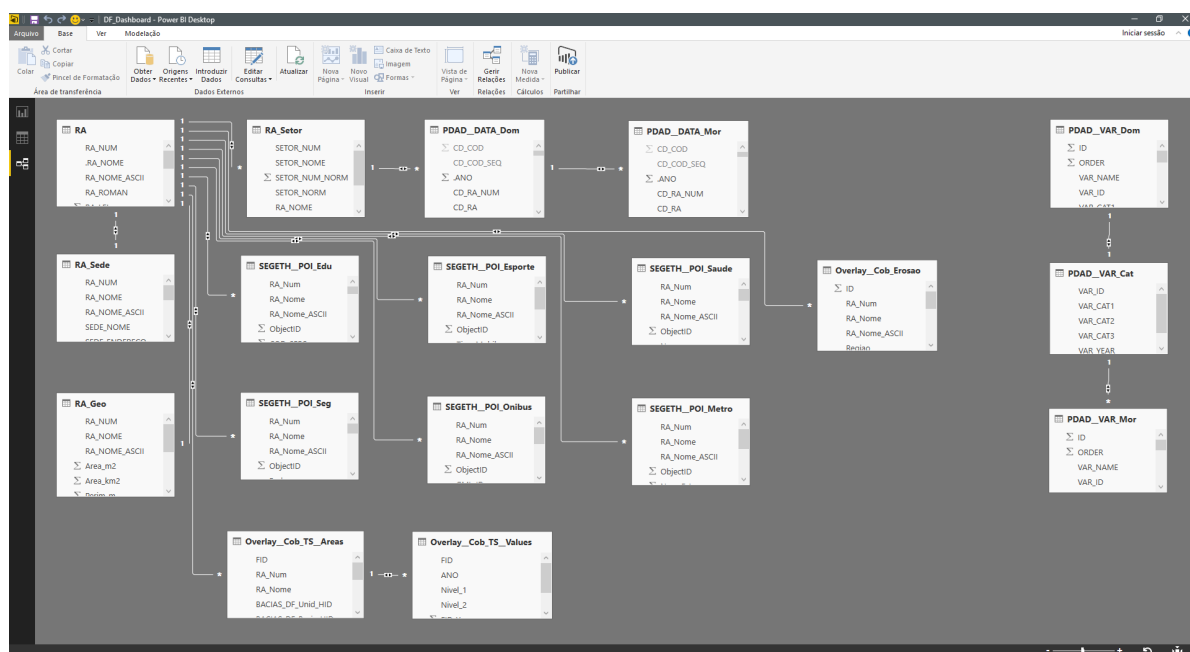 DF_Dashboard - Power BI Desktop
Arquivo Base Ver Modelação
Iniciar sessão
Colar
Cortar
Copiar
Pincel de Formatação
Área de transferência
Obter Dados
Origens Recentes
Introduzir Dados
Editar Consultas
Atualizar
Dados Externos
Nova Página
Novo Visual
Caixa de Texto
Imagem
Formas
Inserir
Vista de Página
Ver
Gerir Relações
Relações
Nova Medida
Cálculos
Publicar
Partilhar
RA
RA_NUM
.RA_NOME
RA_NOME_ASCII
RA_ROMAN
RA_Setor
SETOR_NUM
SETOR_NOME
SETOR_NUM_NORM
SETOR_NORM
RA_NOME
PDAD__DATA_Dom
CD_COD
CD_COD_SEQ
.ANO
CD_RA_NUM
CD_RA
PDAD__DATA_Mor
CD_COD
CD_COD_SEQ
.ANO
CD_RA_NUM
CD_RA
PDAD__VAR_Dom
ID
ORDER
VAR_NAME
VAR_ID
VAR_CAT1
RA_Sede
RA_NUM
RA_NOME
RA_NOME_ASCII
SEDE_NOME
SEDE_ENDERECO
SEGETH__POI_Edu
RA_Num
RA_Nome
RA_Nome_ASCII
ObjectID
SEGETH__POI_Esporte
RA_Num
RA_Nome
RA_Nome_ASCII
ObjectID
SEGETH__POI_Saude
RA_Num
RA_Nome
RA_Nome_ASCII
ObjectID
Overlay__Cob_Erosao
ID
RA_Num
RA_Nome
RA_Nome_ASCII
Regiao
PDAD__VAR_Cat
VAR_ID
VAR_CAT1
VAR_CAT2
VAR_CAT3
VAR_YEAR
RA_Geo
RA_NUM
RA_NOME
RA_NOME_ASCII
Area_m2
Area_km2
Perim_m
SEGETH__POI_Seg
RA_Num
RA_Nome
RA_Nome_ASCII
ObjectID
SEGETH__POI_Onibus
RA_Num
RA_Nome
RA_Nome_ASCII
ObjectID
SEGETH__POI_Metro
RA_Num
RA_Nome
RA_Nome_ASCII
ObjectID
PDAD__VAR_Mor
ID
ORDER
VAR_NAME
VAR_ID
Overlay__Cob_TS__Areas
FID
RA_Num
RA_Nome
BACIAS_DF_Unid_HID
Overlay__Cob_TS__Values
FID
ANO
Nivel_1
Nivel_2